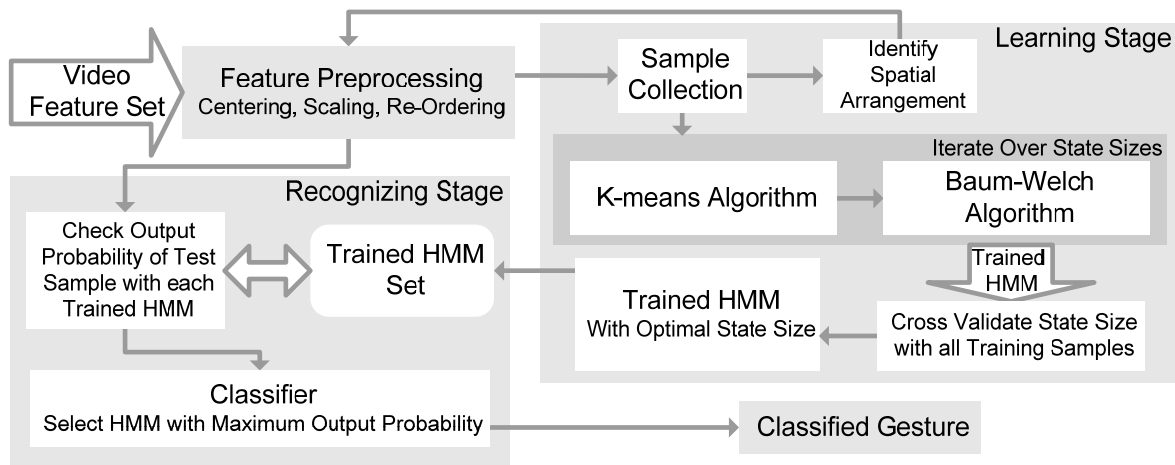 Video
Feature Set
Feature Preprocessing
Centering, Scaling, Re-Ordering
Learning Stage
Sample
Collection
Identify
Spatial
Arrangement
Iterate Over State Sizes
K-means Algorithm
Baum-Welch
Algorithm
Trained
HMM
Cross Validate State Size
with all Training Samples
Trained HMM
With Optimal State Size
Recognizing Stage
Check Output
Probability of Test
Sample with each
Trained HMM
Trained HMM
Set
Classifier
Select HMM with Maximum Output Probability
Classified Gesture